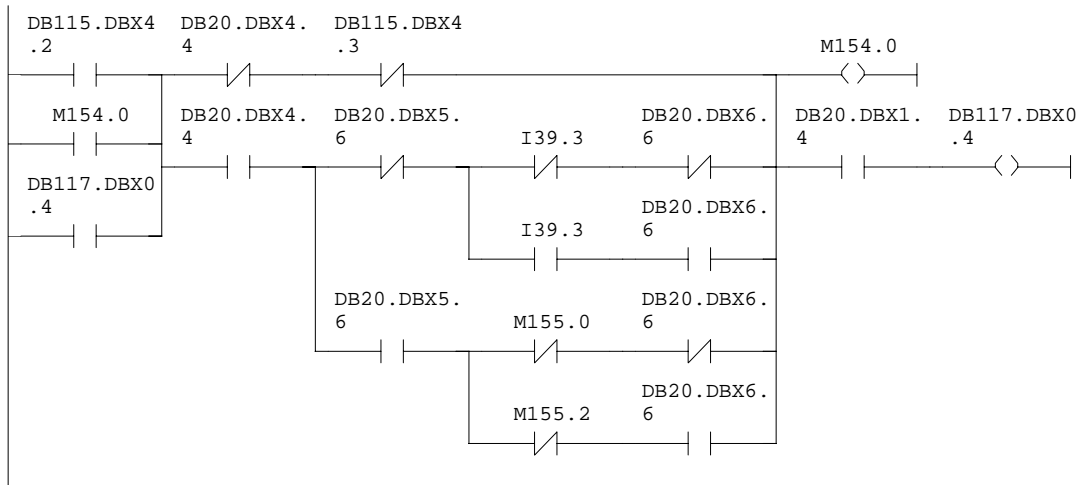 DB115.DBX4 DB20.DBX4. DB115.DBX4
.2 4 .3 M154.0
M154.0 DB20.DBX4. DB20.DBX5. DB20.DBX6. DB20.DBX1. DB117.DBX0
4 6 I39.3 6 4 .4
DB117.DBX0
.4 DB20.DBX6.
I39.3 6
DB20.DBX5. DB20.DBX6.
6 M155.0 6
DB20.DBX6.
M155.2 6